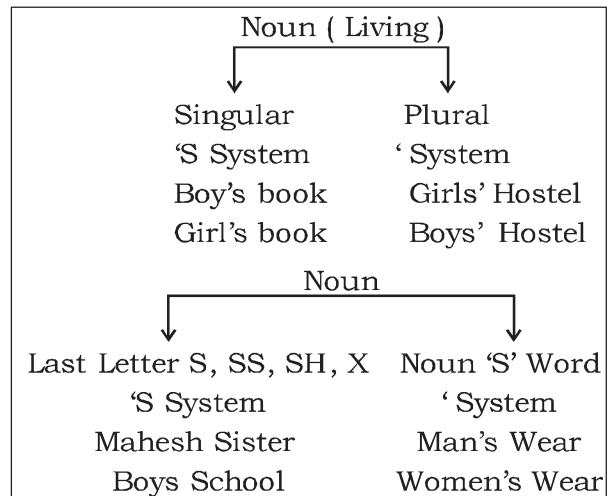 Noun ( Living )
Singular Plural
‘S System ‘ System
Boy’s book Girls’ Hostel
Girl’s book Boys’ Hostel
Noun
Last Letter S, SS, SH, X Noun ‘S’ Word
‘S System ‘ System
Mahesh Sister Man’s Wear
Boys School Women’s Wear